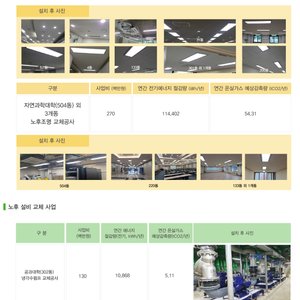 설치 후 사진
구분
사업비 (백만원)
연간 전기에너지 절감량 (kWh/년)
연간 온실가스 예상감축량 (tCO2/년)
자연과학대학(504동) 외
3개동
노후조명 교체공사
270
114,402
54.31
설치 후 사진
504동
220동
133동 외 1개동
노후 설비 교체 사업
구 분
사업비
(백만원)
연간 에너지
절감량(전기, kWh/년)
연간 온실가스
예상감축량(tCO2/년)
설치 후 사진
공과대학(302동)
냉각수펌프 교체공사
130
10,868
5.11